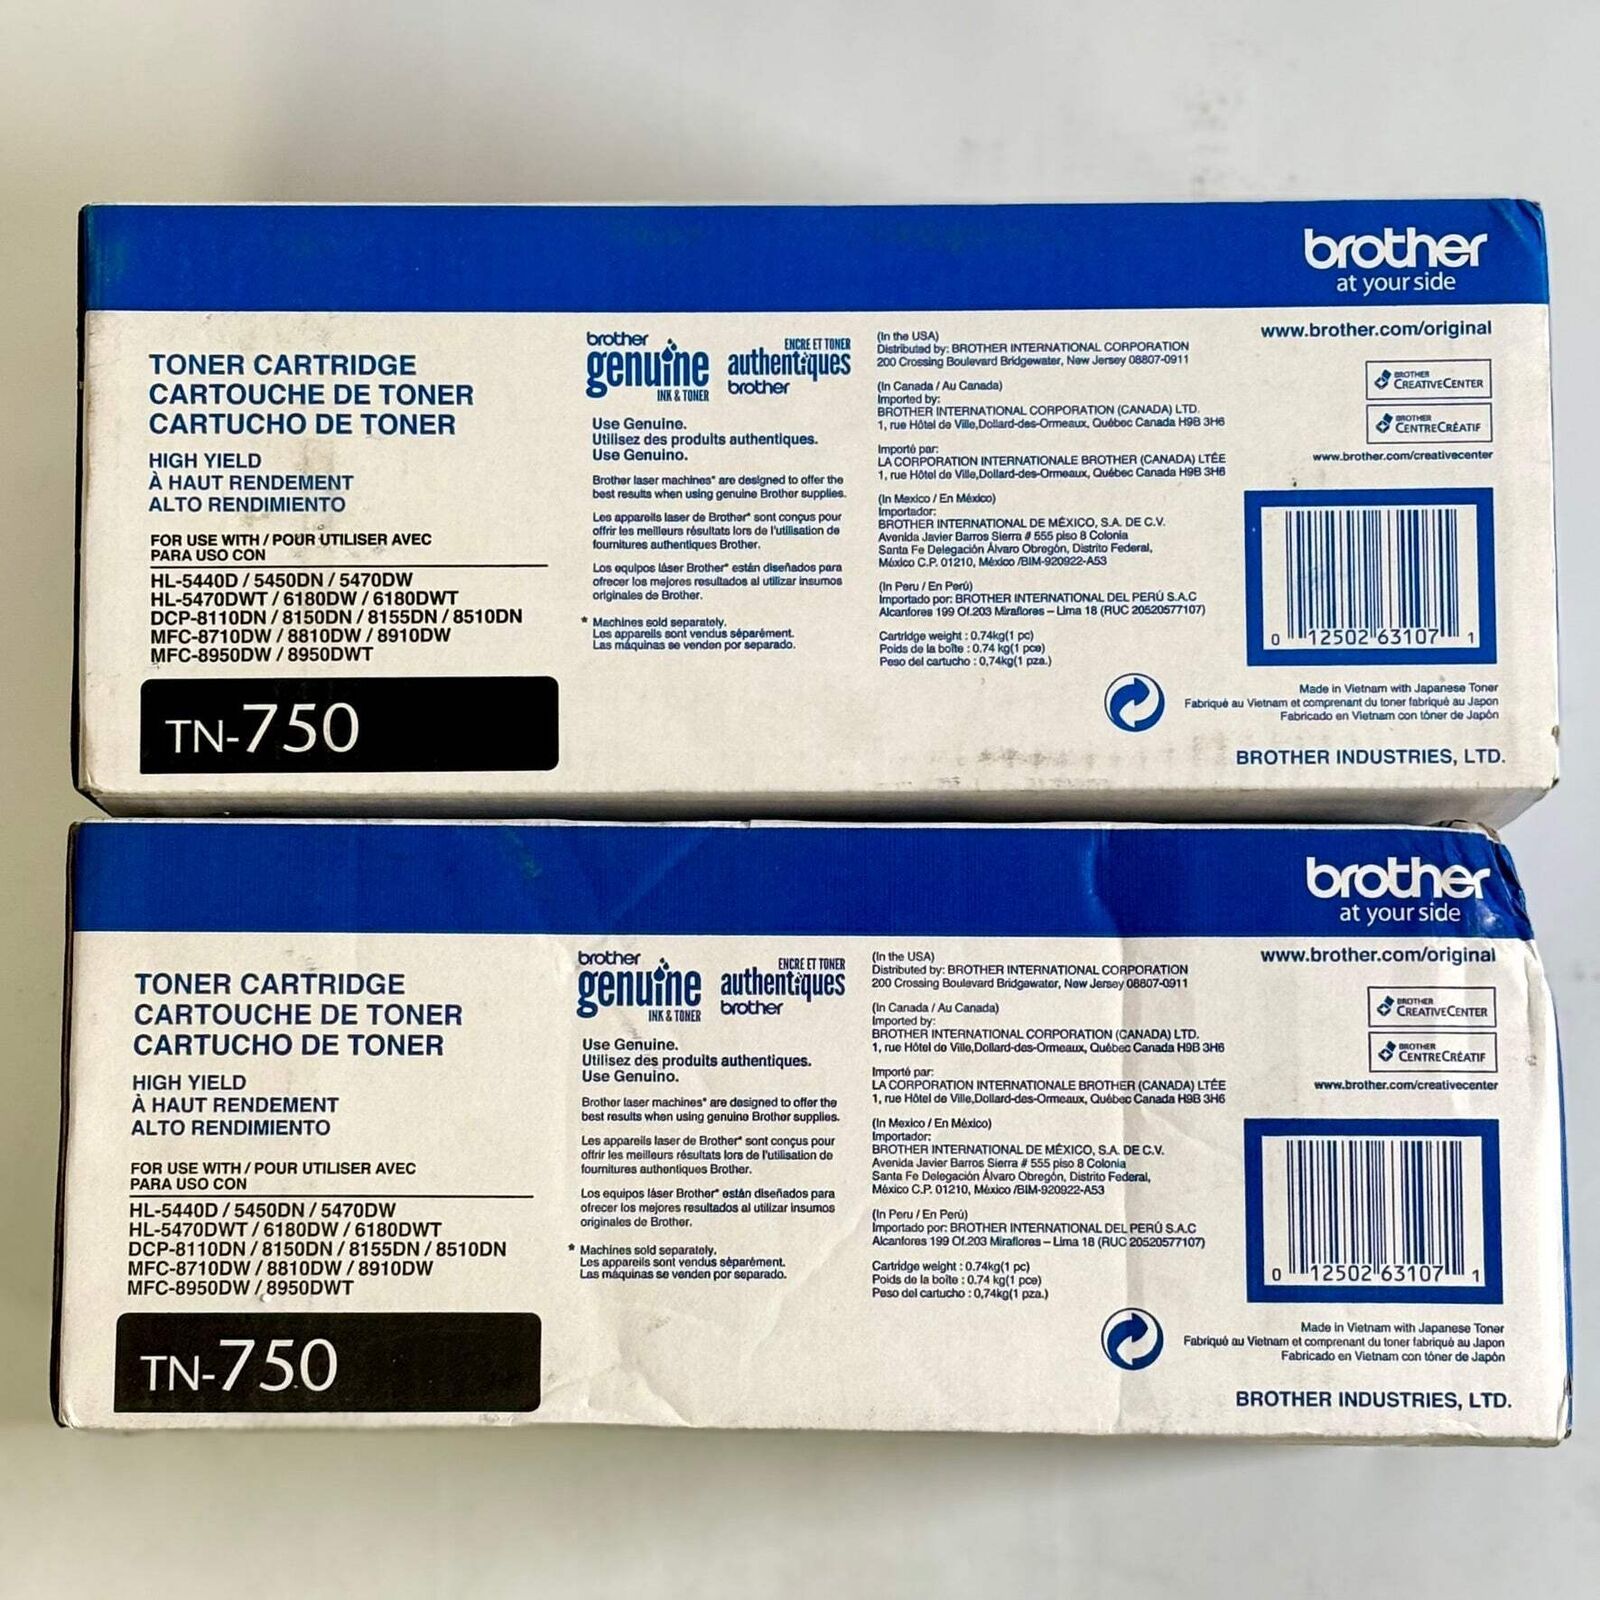 brother
at your side
TONER CARTRIDGE
CARTOUCHE DE TONER
CARTUCHO DE TONER
HIGH YIELD
À HAUT RENDEMENT
ALTO RENDIMIENTO
FOR USE WITH / POUR UTILISER AVEC
PARA USO CON
HL-5440D / 5450DN / 5470DW
HL-5470DWT / 6180DW / 6180DWT
DCP-8110DN / 8150DN / 8155DN / 8510DN
MFC-8710DW / 8810DW / 8910DW
MFC-8950DW / 8950DWT
TN-750
brother
genuine
INK & TONER
ENCRE ET TONER
authentiques
brother
Use Genuine.
Utilisez des produits authentiques.
Use Genuino.
Brother laser machines* are designed to offer the
best results when using genuine Brother supplies.
Les appareils laser de Brother* sont conçus pour
offrir les meilleurs résultats lors de l'utilisation de
fournitures authentiques Brother.
Los equipos láser Brother* están diseñados para
ofrecer los mejores resultados al utilizar insumos
originales de Brother.
* Machines sold separately.
Les appareils sont vendus séparément.
Las máquinas se venden por separado.
(In the USA)
Distributed by: BROTHER INTERNATIONAL CORPORATION
200 Crossing Boulevard Bridgewater, New Jersey 08807-0911
(In Canada / Au Canada)
Imported by:
BROTHER INTERNATIONAL CORPORATION (CANADA) LTD.
1, rue Hôtel de Ville,Dollard-des-Ormeaux, Québec Canada H9B 3H6
Importé par:
LA CORPORATION INTERNATIONALE BROTHER (CANADA) LTÉE
1, rue Hôtel de Ville,Dollard-des-Ormeaux, Québec Canada H9B 3H6
(In Mexico / En México)
Importador:
BROTHER INTERNATIONAL DE MÉXICO, S.A. DE C.V.
Avenida Javier Barros Sierra # 555 piso 8 Colonia
Santa Fe Delegación Álvaro Obregón, Distrito Federal,
México C.P. 01210, México /BIM-920922-A53
(In Peru / En Perú)
Importado por: BROTHER INTERNATIONAL DEL PERÚ S.A.C
Alcanfores 199 Of.203 Miraflores – Lima 18 (RUC 20520577107)
Cartridge weight : 0.74kg(1 pc)
Poids de la boîte : 0.74 kg(1 pce)
Peso del cartucho : 0,74kg(1 pza.)
www.brother.com/original
BROTHER
CREATIVECENTER
BROTHER
CENTRECRÉATIF
www.brother.com/creativecenter
0 12502 63107 1
Made in Vietnam with Japanese Toner
Fabriqué au Vietnam et comprenant du toner fabriqué au Japon
Fabricado en Vietnam con tóner de Japón
BROTHER INDUSTRIES, LTD.
brother
at your side
TONER CARTRIDGE
CARTOUCHE DE TONER
CARTUCHO DE TONER
HIGH YIELD
À HAUT RENDEMENT
ALTO RENDIMIENTO
FOR USE WITH / POUR UTILISER AVEC
PARA USO CON
HL-5440D / 5450DN / 5470DW
HL-5470DWT / 6180DW / 6180DWT
DCP-8110DN / 8150DN / 8155DN / 8510DN
MFC-8710DW / 8810DW / 8910DW
MFC-8950DW / 8950DWT
TN-750
brother
genuine
INK & TONER
ENCRE ET TONER
authentiques
brother
Use Genuine.
Utilisez des produits authentiques.
Use Genuino.
Brother laser machines* are designed to offer the
best results when using genuine Brother supplies.
Les appareils laser de Brother* sont conçus pour
offrir les meilleurs résultats lors de l'utilisation de
fournitures authentiques Brother.
Los equipos láser Brother* están diseñados para
ofrecer los mejores resultados al utilizar insumos
originales de Brother.
* Machines sold separately.
Les appareils sont vendus séparément.
Las máquinas se venden por separado.
(In the USA)
Distributed by: BROTHER INTERNATIONAL CORPORATION
200 Crossing Boulevard Bridgewater, New Jersey 08807-0911
(In Canada / Au Canada)
Imported by:
BROTHER INTERNATIONAL CORPORATION (CANADA) LTD.
1, rue Hôtel de Ville,Dollard-des-Ormeaux, Québec Canada H9B 3H6
Importé par:
LA CORPORATION INTERNATIONALE BROTHER (CANADA) LTÉE
1, rue Hôtel de Ville,Dollard-des-Ormeaux, Québec Canada H9B 3H6
(In Mexico / En México)
Importador:
BROTHER INTERNATIONAL DE MÉXICO, S.A. DE C.V.
Avenida Javier Barros Sierra # 555 piso 8 Colonia
Santa Fe Delegación Álvaro Obregón, Distrito Federal,
México C.P. 01210, México /BIM-920922-A53
(In Peru / En Perú)
Importado por: BROTHER INTERNATIONAL DEL PERÚ S.A.C
Alcanfores 199 Of.203 Miraflores – Lima 18 (RUC 20520577107)
Cartridge weight : 0.74kg(1 pc)
Poids de la boîte : 0.74 kg(1 pce)
Peso del cartucho : 0,74kg(1 pza.)
www.brother.com/original
BROTHER
CREATIVECENTER
BROTHER
CENTRECRÉATIF
www.brother.com/creativecenter
0 12502 63107 1
Made in Vietnam with Japanese Toner
Fabriqué au Vietnam et comprenant du toner fabriqué au Japon
Fabricado en Vietnam con tóner de Japón
BROTHER INDUSTRIES, LTD.